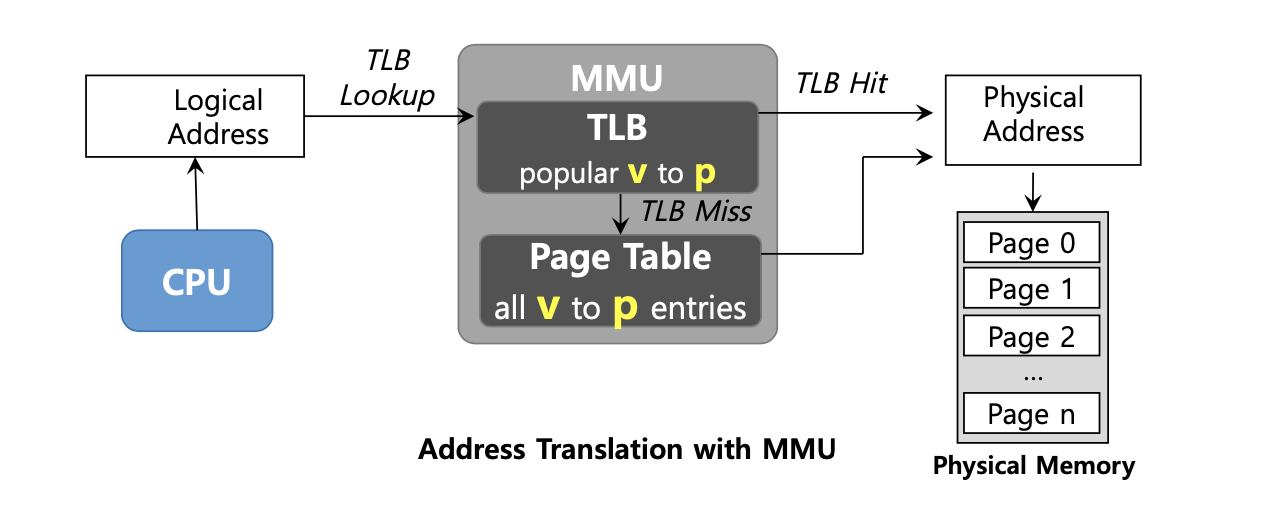 TLB
Lookup
MMU
TLB Hit
Logical
Address
Physical
Address
TLB
popular v to p
TLB Miss
CPU
Page Table
all v to p entries
Page 0
Page 1
Page 2
...
Page n
Address Translation with MMU
Physical Memory